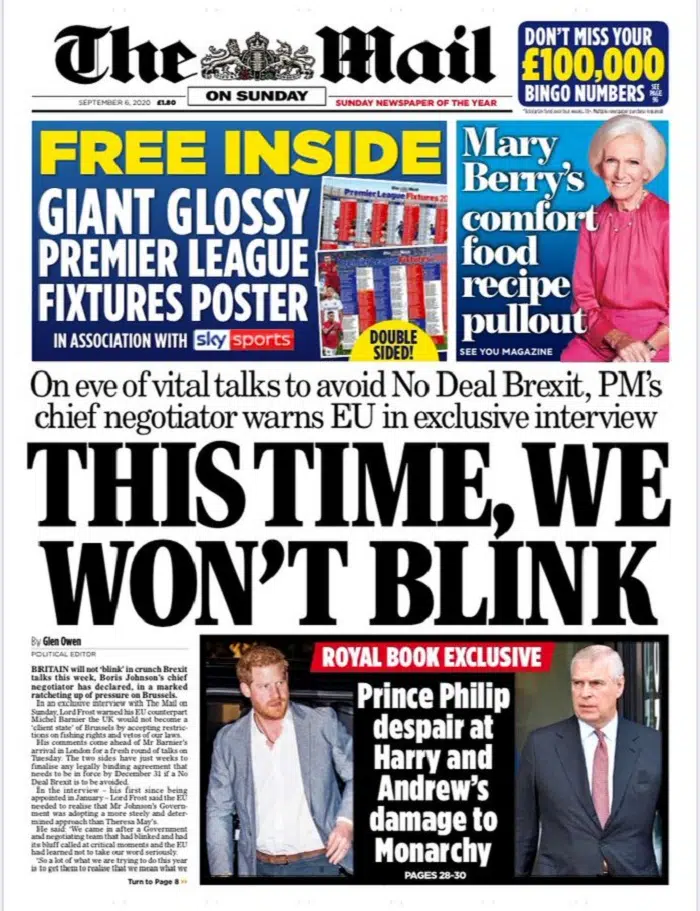 The Mail
ON SUNDAY
SEPTEMBER 6, 2020 £1.80
SUNDAY NEWSPAPER OF THE YEAR
DON'T MISS YOUR
£100,000
BINGO NUMBERS
SEE
PAGE
FREE INSIDE
GIANT GLOSSY
PREMIER LEAGUE
FIXTURES POSTER
IN ASSOCIATION WITH sky sports
Premier League Fixtures
DOUBLE
SIDED!
Mary
Berry's
comfort
food
recipe
pullout
SEE YOU MAGAZINE
On eve of vital talks to avoid No Deal Brexit, PM's
chief negotiator warns EU in exclusive interview
THIS TIME, WE
WON'T BLINK
By Glen Owen
POLITICAL EDITOR
BRITAIN will not 'blink' in crunch Brexit
talks this week, Boris Johnson's chief
negotiator has declared, in a marked
ratcheting up of pressure on Brussels.
In an exclusive interview with The Mail on
Sunday, Lord Frost warned his EU counterpart
Michel Barnier the UK would not become a
'client state' of Brussels by accepting restric-
tions on fishing rights and vetos of our laws.
His comments come ahead of Mr Barnier's
arrival in London for a fresh round of talks on
Tuesday. The two sides have just weeks to
finalise any legally binding agreement that
needs to be in force by December 31 if a No
Deal Brexit is to be avoided.
In the interview – his first since being
appointed in January – Lord Frost said the EU
needed to realise that Mr Johnson's Govern-
ment was adopting a more steely and deter-
mined approach than Theresa May's.
He said: 'We came in after a Government
and negotiating team that had blinked and had
its bluff called at critical moments and the EU
had learned not to take our word seriously.
'So a lot of what we are trying to do this year
is to get them to realise that we mean what we
Turn to Page 8 >>
ROYAL BOOK EXCLUSIVE
Prince Philip
despair at
Harry and
Andrew's
damage to
Monarchy
PAGES 28-30